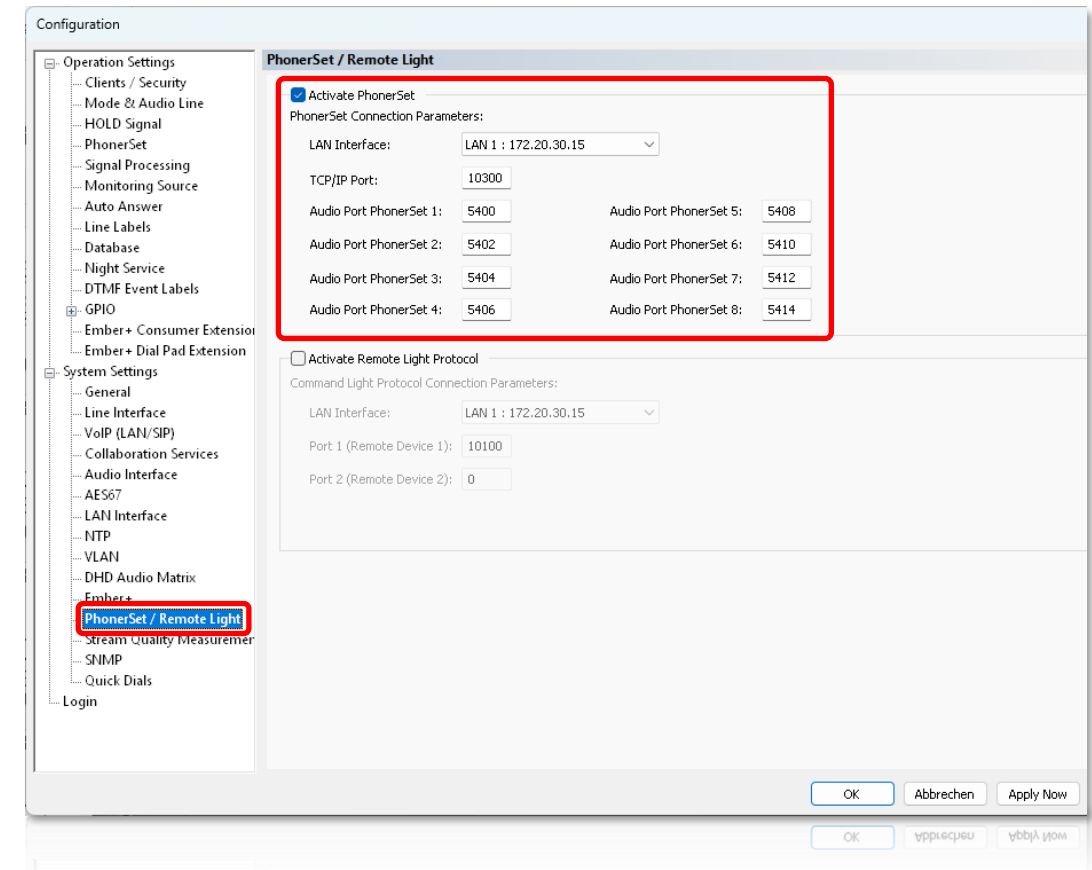 Configuration
Operation Settings
Clients / Security
Mode & Audio Line
HOLD Signal
PhonerSet
Signal Processing
Monitoring Source
Auto Answer
Line Labels
Database
Night Service
DTMF Event Labels
GPIO
Ember+ Consumer Extensio
Ember+ Dial Pad Extension
System Settings
General
Line Interface
VoIP (LAN/SIP)
Collaboration Services
Audio Interface
AES67
LAN Interface
NTP
VLAN
DHD Audio Matrix
Ember+
PhonerSet / Remote Light
Stream Quality Measuremen
SNMP
Quick Dials
Login
PhonerSet / Remote Light
Activate PhonerSet
PhonerSet Connection Parameters:
LAN Interface: LAN 1 : 172.20.30.15
TCP/IP Port: 10300
Audio Port PhonerSet 1: 5400 Audio Port PhonerSet 5: 5408
Audio Port PhonerSet 2: 5402 Audio Port PhonerSet 6: 5410
Audio Port PhonerSet 3: 5404 Audio Port PhonerSet 7: 5412
Audio Port PhonerSet 4: 5406 Audio Port PhonerSet 8: 5414
Activate Remote Light Protocol
Command Light Protocol Connection Parameters:
LAN Interface: LAN 1 : 172.20.30.15
Port 1 (Remote Device 1): 10100
Port 2 (Remote Device 2): 0
OK Abbrechen Apply Now